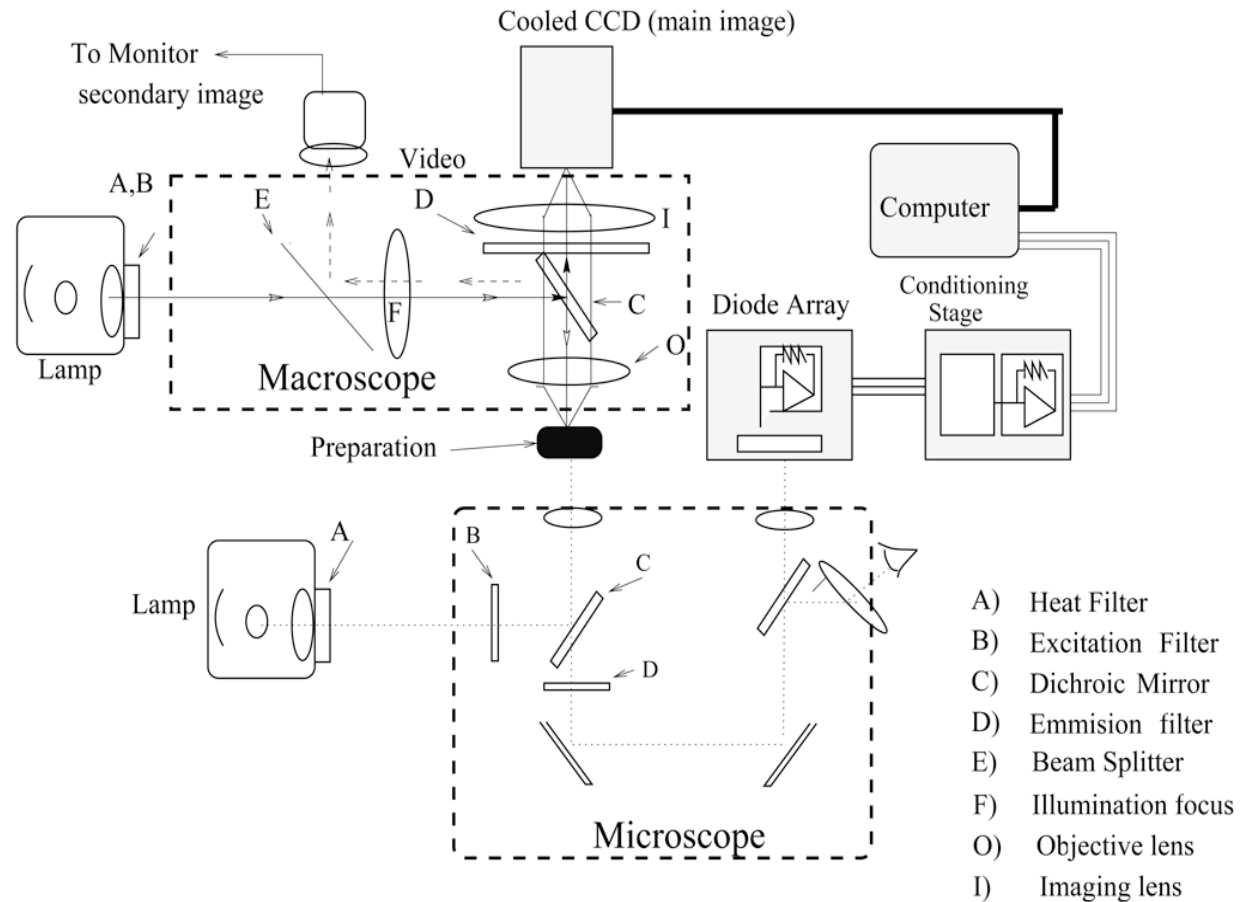 Cooled CCD (main image)
To Monitor
secondary image
Video
A,B
E
D
I
Computer
F
C
Conditioning
Stage
Diode Array
Lamp
Macroscope
O
Preparation
A
B
C
Lamp
D
Microscope
A) Heat Filter
B) Excitation Filter
C) Dichroic Mirror
D) Emmision filter
E) Beam Splitter
F) Illumination focus
O) Objective lens
I) Imaging lens